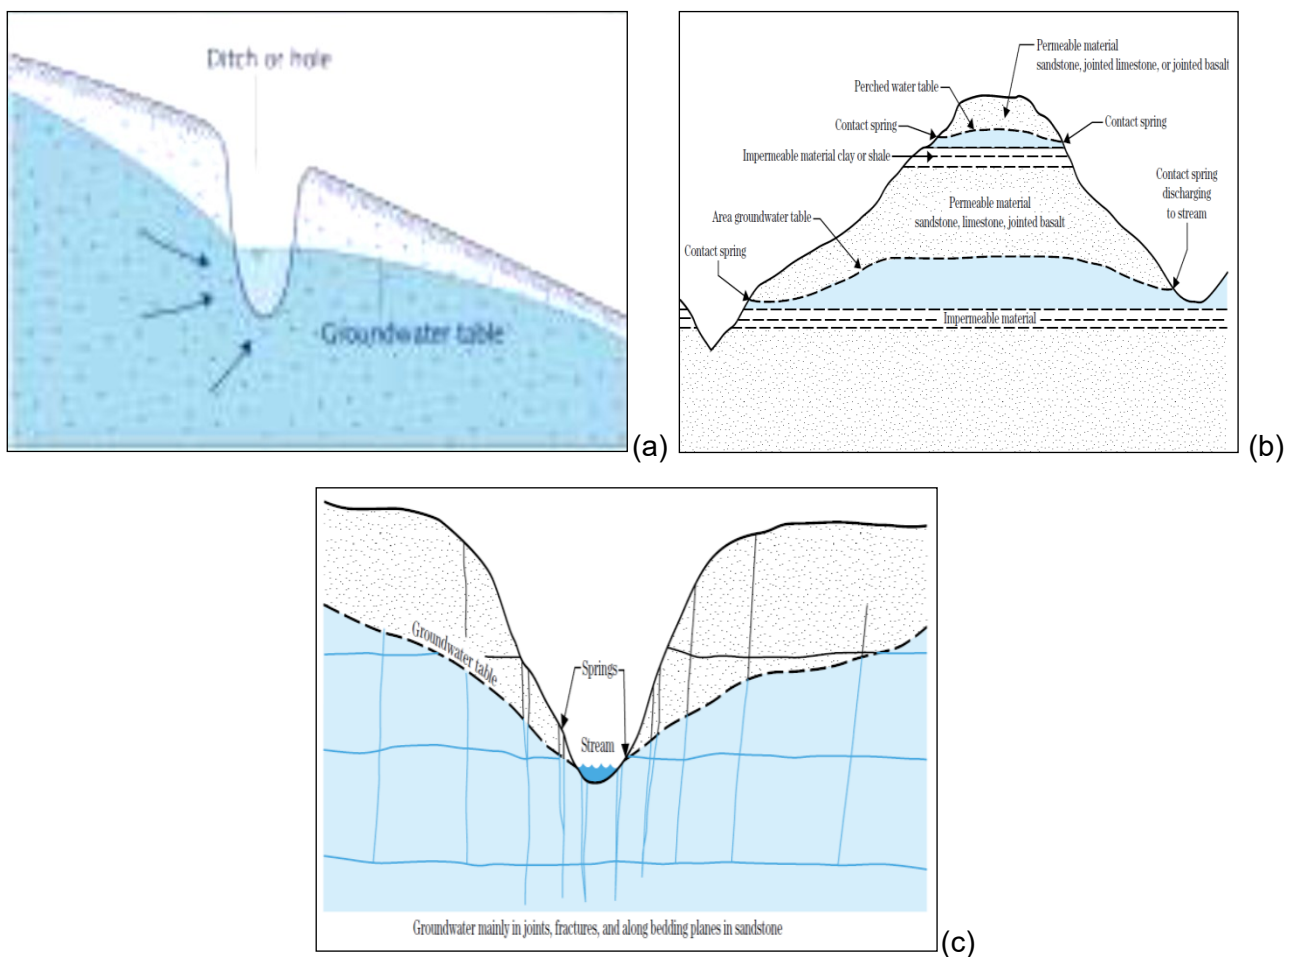 Ditch or hole
Groundwater table
(a)
Permeable material
sandstone, jointed limestone, or jointed basalt
Perched water table
Contact spring
Contact spring
Impermeable material clay or shale
Contact spring
discharging
to stream
Permeable material
sandstone, limestone, jointed basalt
Area groundwater table
Contact spring
Impermeable material
(b)
Groundwater table
Springs
Stream
Groundwater mainly in joints, fractures, and along bedding planes in sandstone
(c)